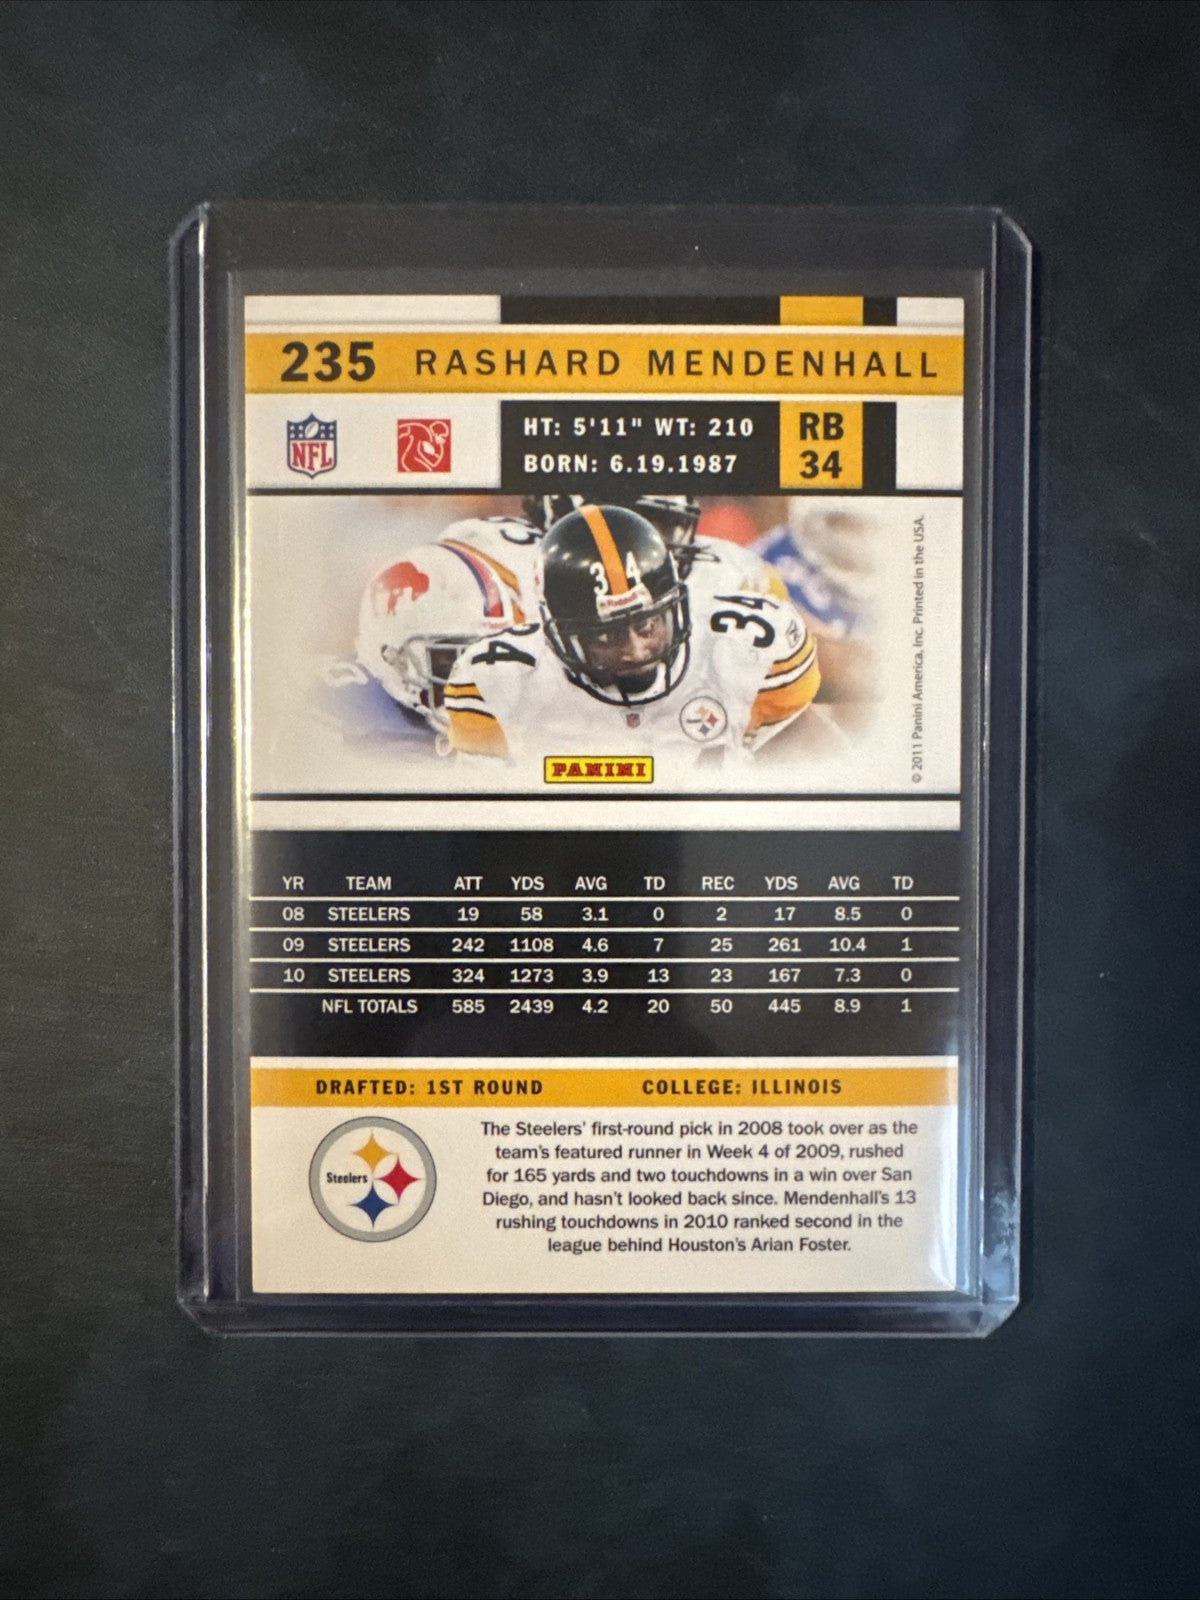 235 RASHARD MENDENHALL
NFL
HT: 5'11" WT: 210
BORN: 6.19.1987
RB
34
34
Riddell
34
34
PANINI
© 2011 Panini America, Inc. Printed in the USA.
YR TEAM ATT YDS AVG TD REC YDS AVG TD
08 STEELERS 19 58 3.1 0 2 17 8.5 0
09 STEELERS 242 1108 4.6 7 25 261 10.4 1
10 STEELERS 324 1273 3.9 13 23 167 7.3 0
NFL TOTALS 585 2439 4.2 20 50 445 8.9 1
DRAFTED: 1ST ROUND COLLEGE: ILLINOIS
Steelers
The Steelers' first-round pick in 2008 took over as the
team's featured runner in Week 4 of 2009, rushed
for 165 yards and two touchdowns in a win over San
Diego, and hasn't looked back since. Mendenhall's 13
rushing touchdowns in 2010 ranked second in the
league behind Houston's Arian Foster.